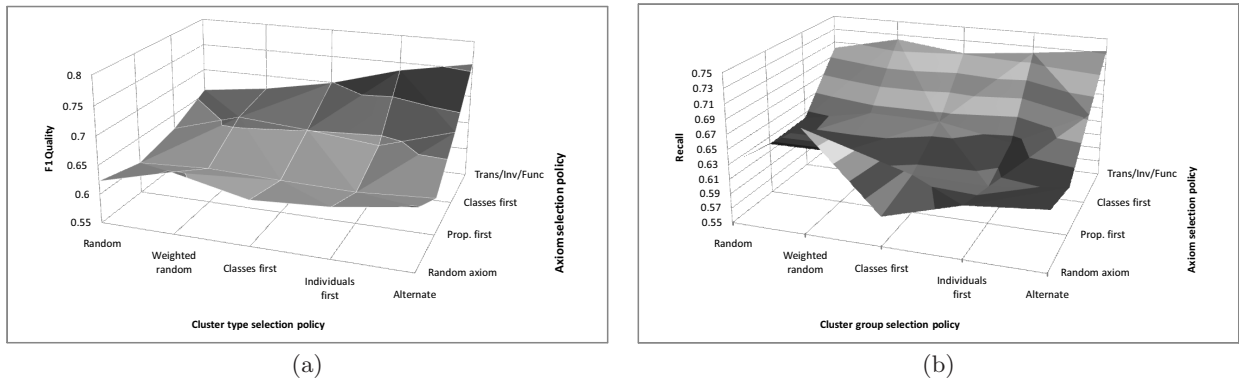 0.8
0.75
0.7
0.65
0.6
0.55
F1 Quality
Random
Weighted
random
Classes first
Individuals
first
Alternate
Random axiom
Prop. first
Classes first
Trans/Inv/Func
Axiom selection policy
Cluster type selection policy
(a)
0.75
0.73
0.71
0.69
0.67
0.65
0.63
0.61
0.59
0.57
0.55
Recall
Random
Weighted
random
Classes first
Individuals
first
Alternate
Random axiom
Prop. first
Classes first
Trans/Inv/Func
Axiom selection policy
Cluster group selection policy
(b)